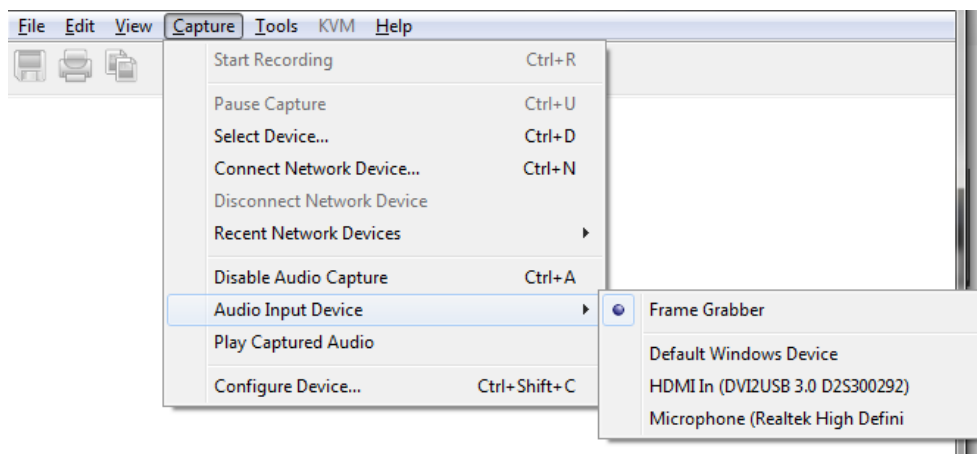 File Edit View Capture Tools KVM Help
Start Recording Ctrl+R
Pause Capture Ctrl+U
Select Device... Ctrl+D
Connect Network Device... Ctrl+N
Disconnect Network Device
Recent Network Devices
Disable Audio Capture Ctrl+A
Audio Input Device
Play Captured Audio
Configure Device... Ctrl+Shift+C
Frame Grabber
Default Windows Device
HDMI In (DVI2USB 3.0 D2S300292)
Microphone (Realtek High Defini